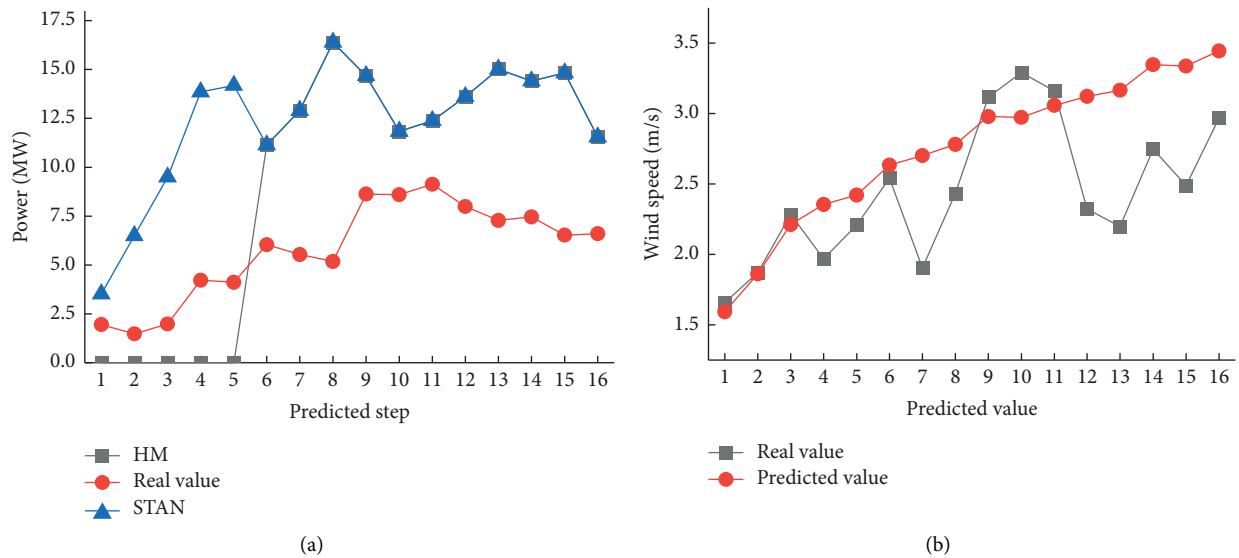 17.5
15.0
12.5
10.0
7.5
5.0
2.5
0.0
Power (MW)
1 2 3 4 5 6 7 8 9 10 11 12 13 14 15 16
Predicted step
HM
Real value
STAN
(a)
3.5
3.0
2.5
2.0
1.5
Wind speed (m/s)
1 2 3 4 5 6 7 8 9 10 11 12 13 14 15 16
Predicted value
Real value
Predicted value
(b)